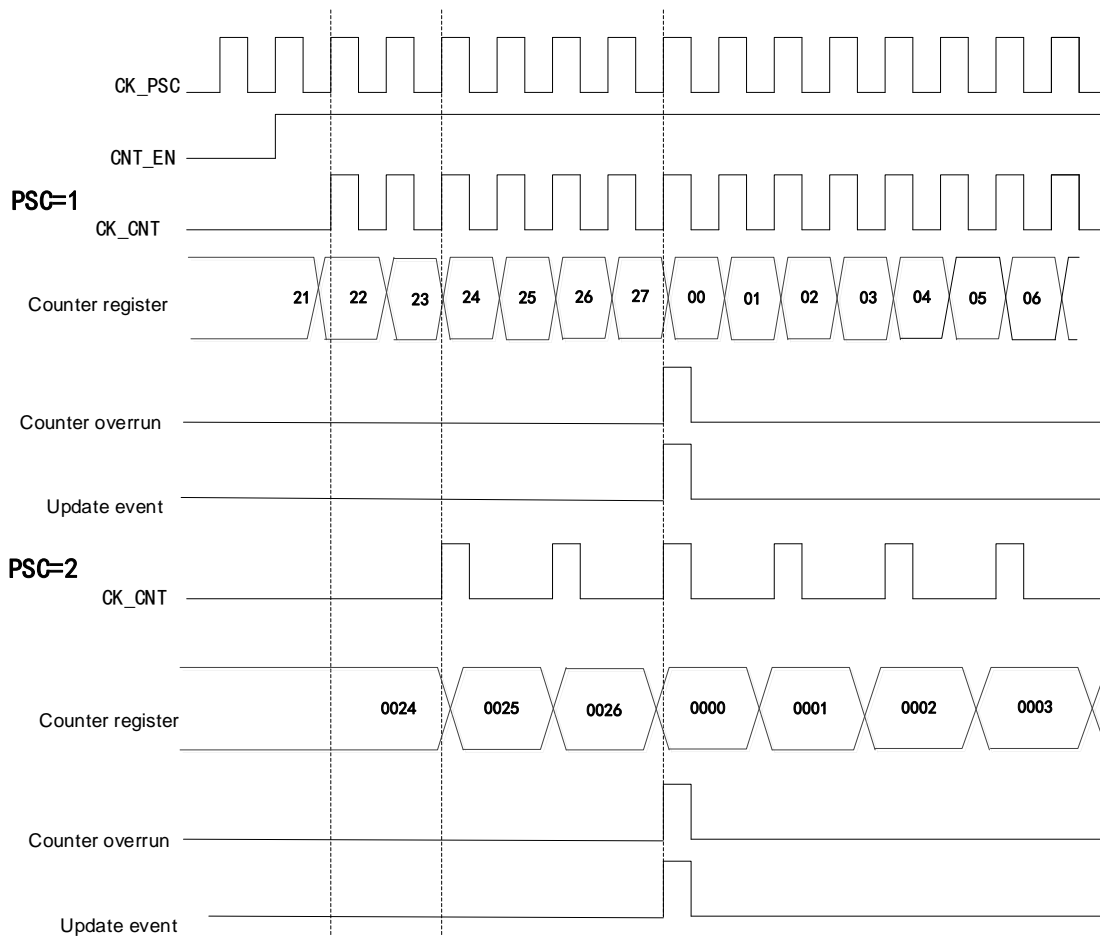 CK_PSC
CNT_EN
PSC=1
CK_CNT
Counter register 21 22 23 24 25 26 27 00 01 02 03 04 05 06
Counter overrun
Update event
PSC=2
CK_CNT
Counter register 0024 0025 0026 0000 0001 0002 0003
Counter overrun
Update event